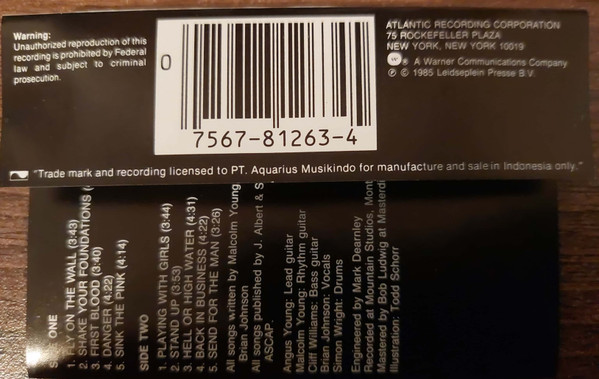 Warning:
Unauthorized reproduction of this
recording is prohibited by Federal
law and subject to criminal
prosecution.
0
7567-81263-4
ATLANTIC RECORDING CORPORATION
75 ROCKEFELLER PLAZA
NEW YORK, NEW YORK 10019
® A Warner Communications Company
℗ © 1985 Leidseplein Presse B.V.
"Trade mark and recording licensed to PT. Aquarius Musikindo for manufacture and sale in Indonesia only."
ONE
1. FLY ON THE WALL (3:43)
2. SHAKE YOUR FOUNDATIONS (
3. FIRST BLOOD (3:40)
4. DANGER (4:22)
5. SINK THE PINK (4:14)
SIDE TWO
1. PLAYING WITH GIRLS (3:44)
2. STAND UP (3:53)
3. HELL OR HIGH WATER (4:31)
4. BACK IN BUSINESS (4:22)
5. SEND FOR THE MAN (3:26)
All songs written by Malcolm Young
Brian Johnson
All songs published by J. Albert & S
ASCAP.
Angus Young: Lead guitar
Malcolm Young: Rhythm guitar
Cliff Williams: Bass guitar
Brian Johnson: Vocals
Simon Wright: Drums
Engineered by Mark Dearnley
Recorded at Mountain Studios, Mont
Mastered by Bob Ludwig at Masterdi
Illustration: Todd Schorr